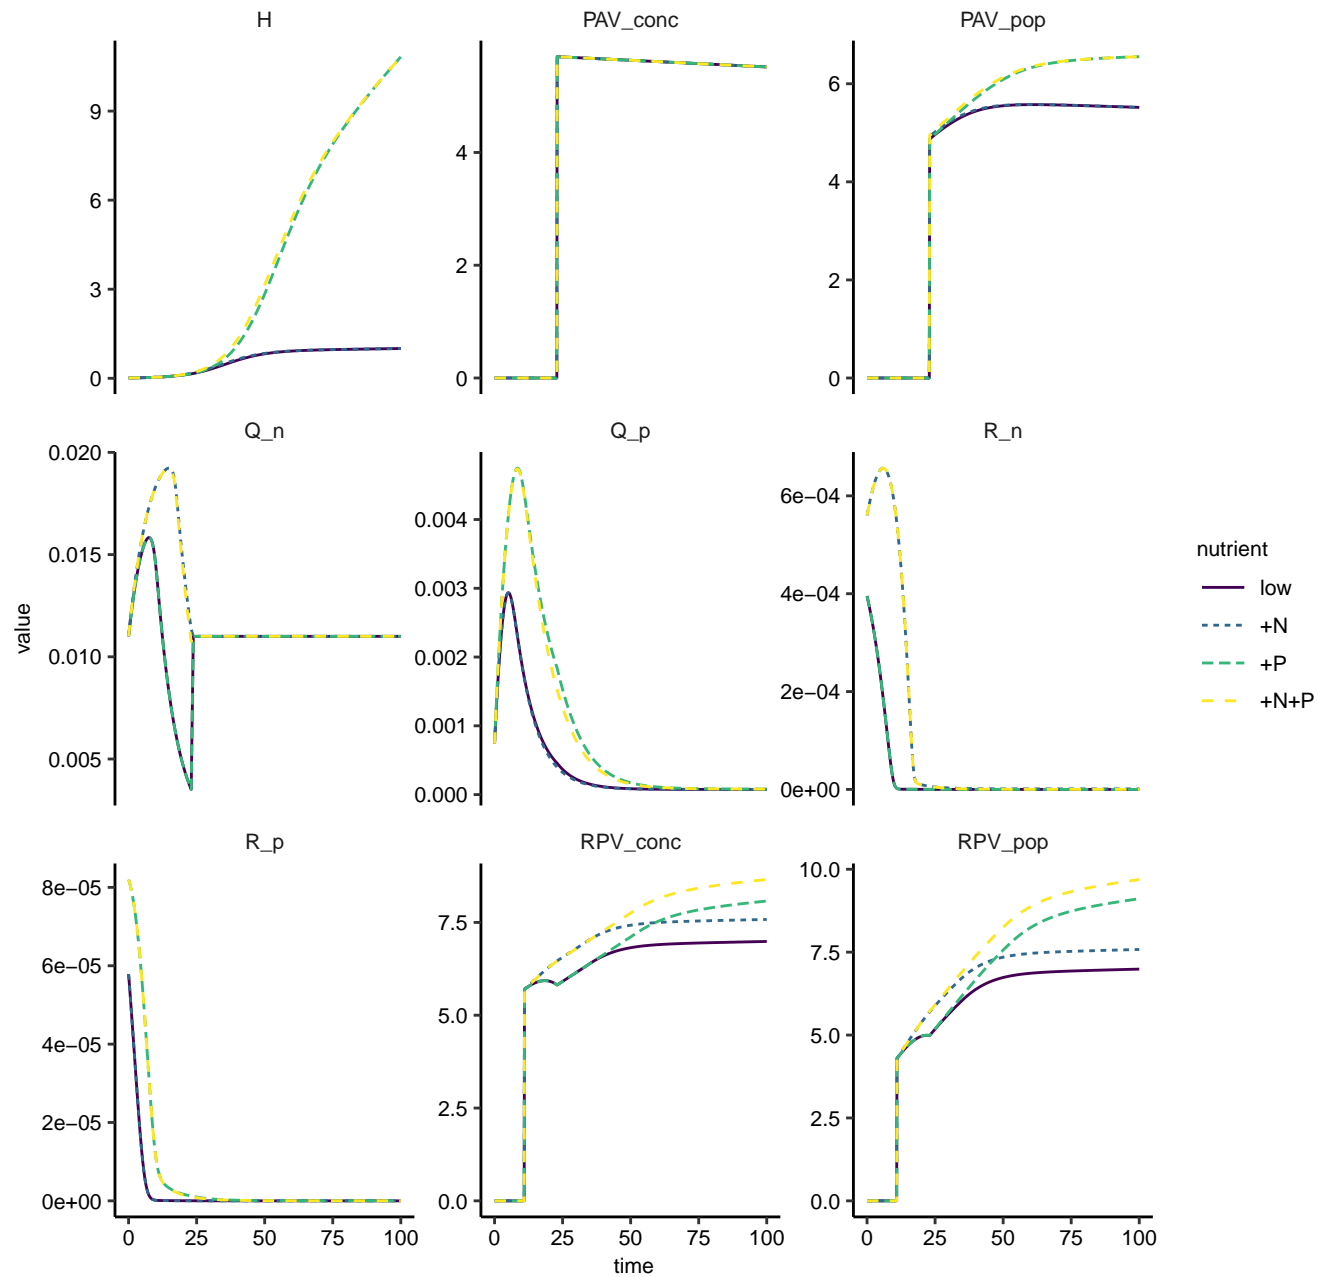 H
PAV_conc
PAV_pop
9
6
3
0
4
2
0
6
4
2
0
Q_n
Q_p
R_n
0.020
0.015
0.010
0.005
0.004
0.003
0.002
0.001
0.000
6e−04
4e−04
2e−04
0e+00
value
nutrient
low
+N
+P
+N+P
R_p
RPV_conc
RPV_pop
8e−05
6e−05
4e−05
2e−05
0e+00
7.5
5.0
2.5
0.0
10.0
7.5
5.0
2.5
0.0
0 25 50 75 100
0 25 50 75 100
0 25 50 75 100
time